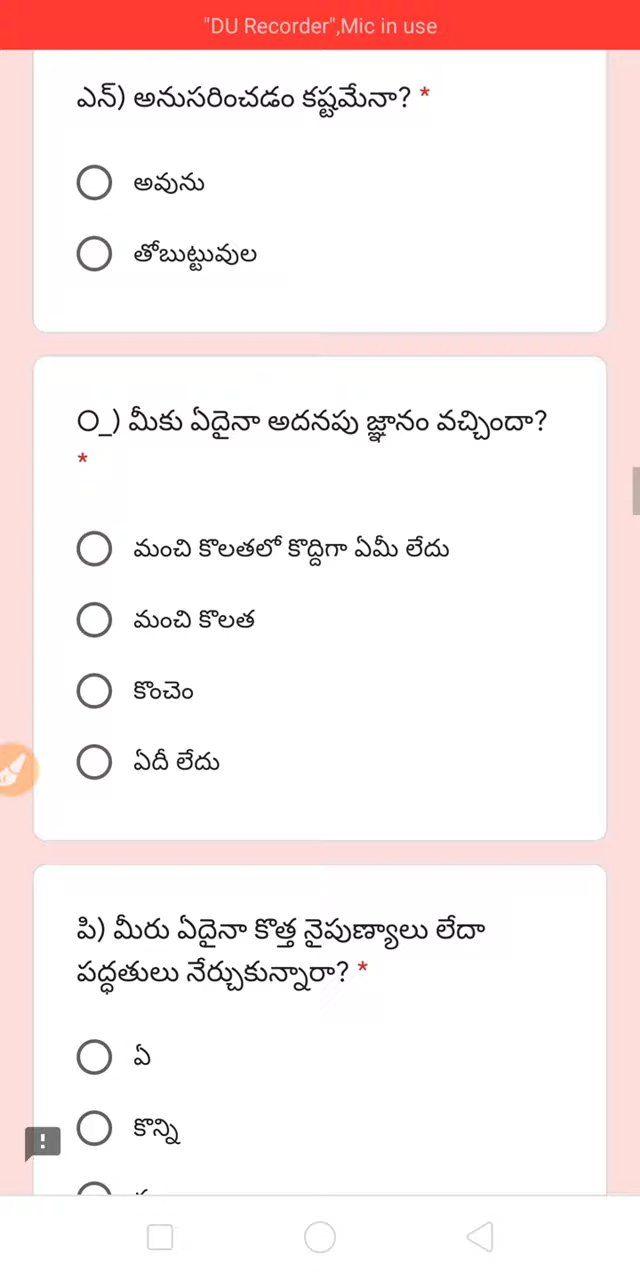 "DU Recorder",Mic in use
ఎన్) అనుసరించడం కష్టమేనా? *
అవును
తోబుట్టువుల
O_) మీకు ఏదైనా అదనపు జ్ఞానం వచ్చిందా?
*
మంచి కొలతలో కొద్దిగా ఏమీ లేదు
మంచి కొలత
కొంచెం
ఏదీ లేదు
పి) మీరు ఏదైనా కొత్త నైపుణ్యాలు లేదా
పద్ధతులు నేర్చుకున్నారా? *
ఏ
కొన్ని